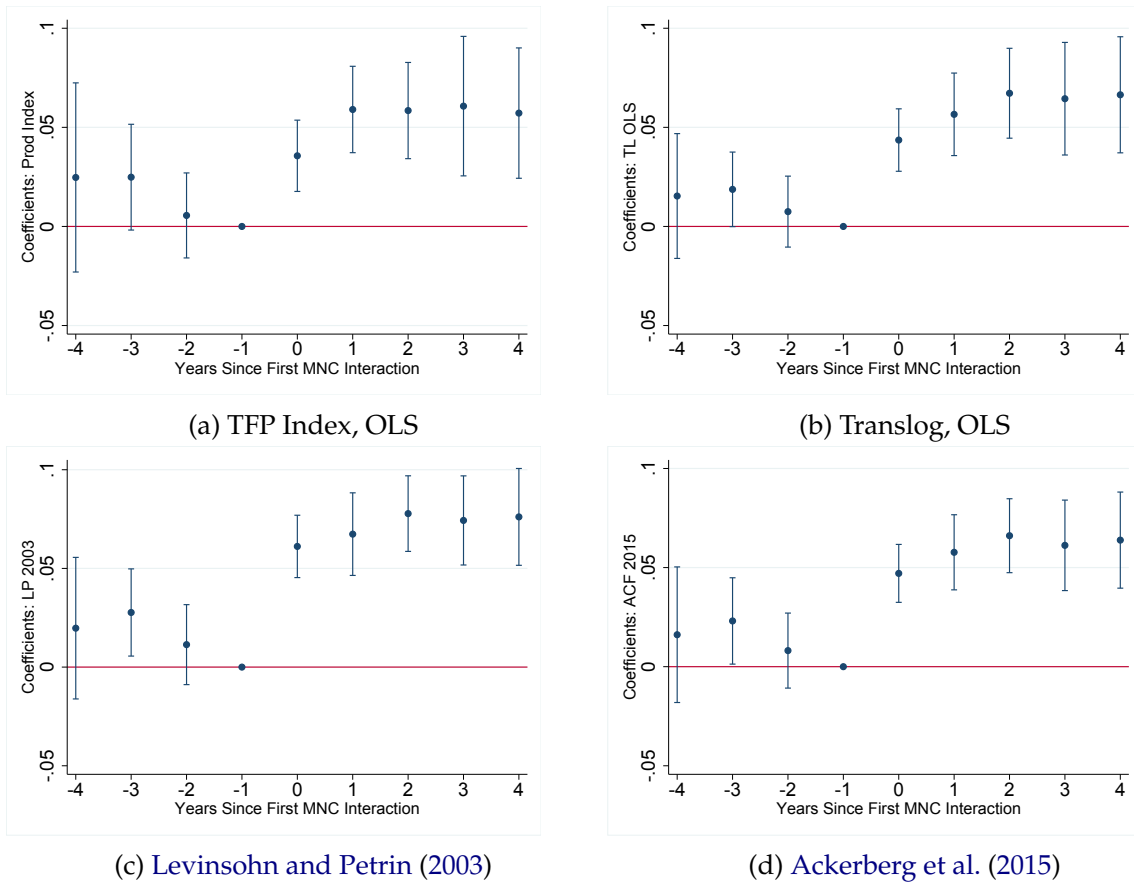 .1
.05
0
-.05
Coefficients: Prod Index
-4 -3 -2 -1 0 1 2 3 4
Years Since First MNC Interaction
(a) TFP Index, OLS
.1
.05
0
-.05
Coefficients: TL OLS
-4 -3 -2 -1 0 1 2 3 4
Years Since First MNC Interaction
(b) Translog, OLS
.1
.05
0
-.05
Coefficients: LP 2003
-4 -3 -2 -1 0 1 2 3 4
Years Since First MNC Interaction
(c) Levinsohn and Petrin (2003)
.1
.05
0
-.05
Coefficients: ACF 2015
-4 -3 -2 -1 0 1 2 3 4
Years Since First MNC Interaction
(d) Ackerberg et al. (2015)